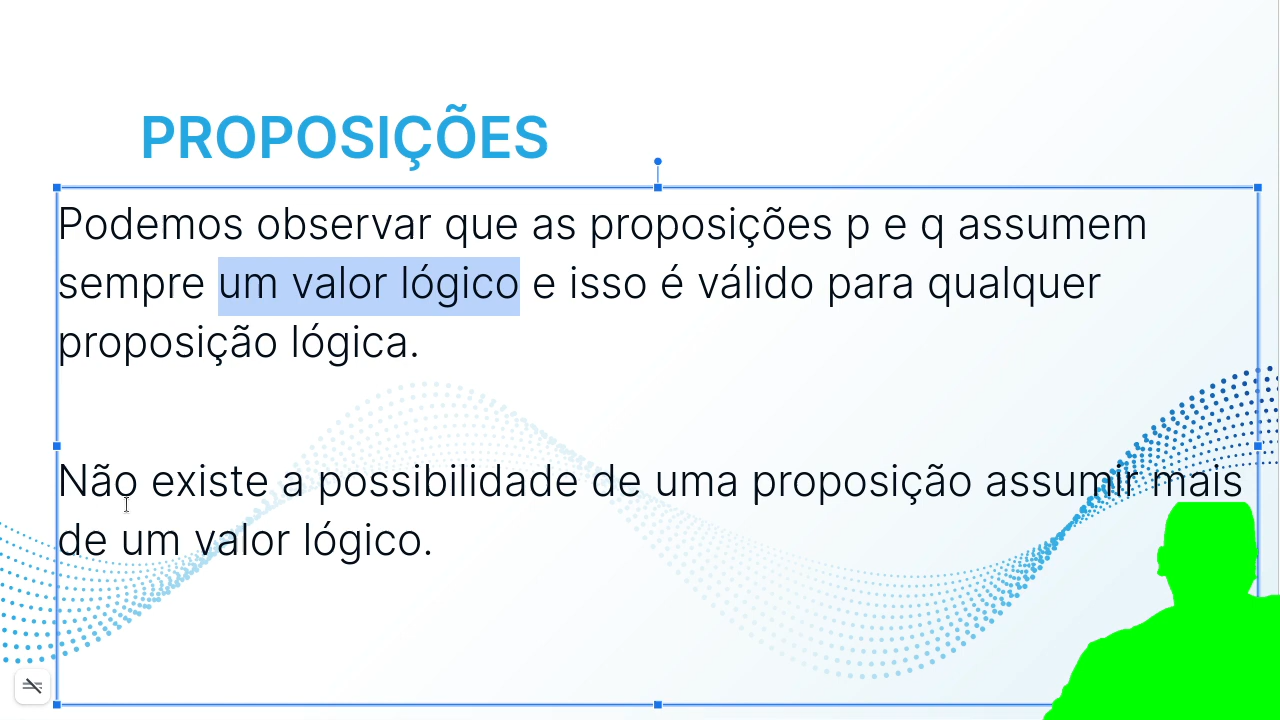 PROPOSIÇÕES
Podemos observar que as proposições p e q assumem
sempre um valor lógico e isso é válido para qualquer
proposição lógica.
Não existe a possibilidade de uma proposição assumir mais
de um valor lógico.